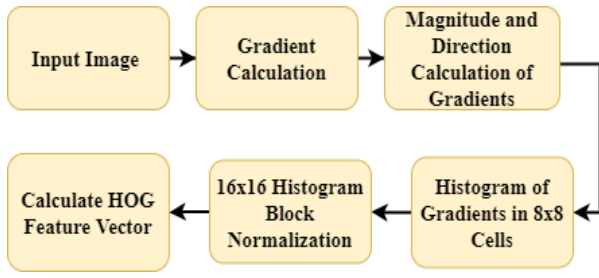 Input Image
Gradient
Calculation
Magnitude and
Direction
Calculation of
Gradients
Histogram of
Gradients in 8x8
Cells
16x16 Histogram
Block
Normalization
Calculate HOG
Feature Vector